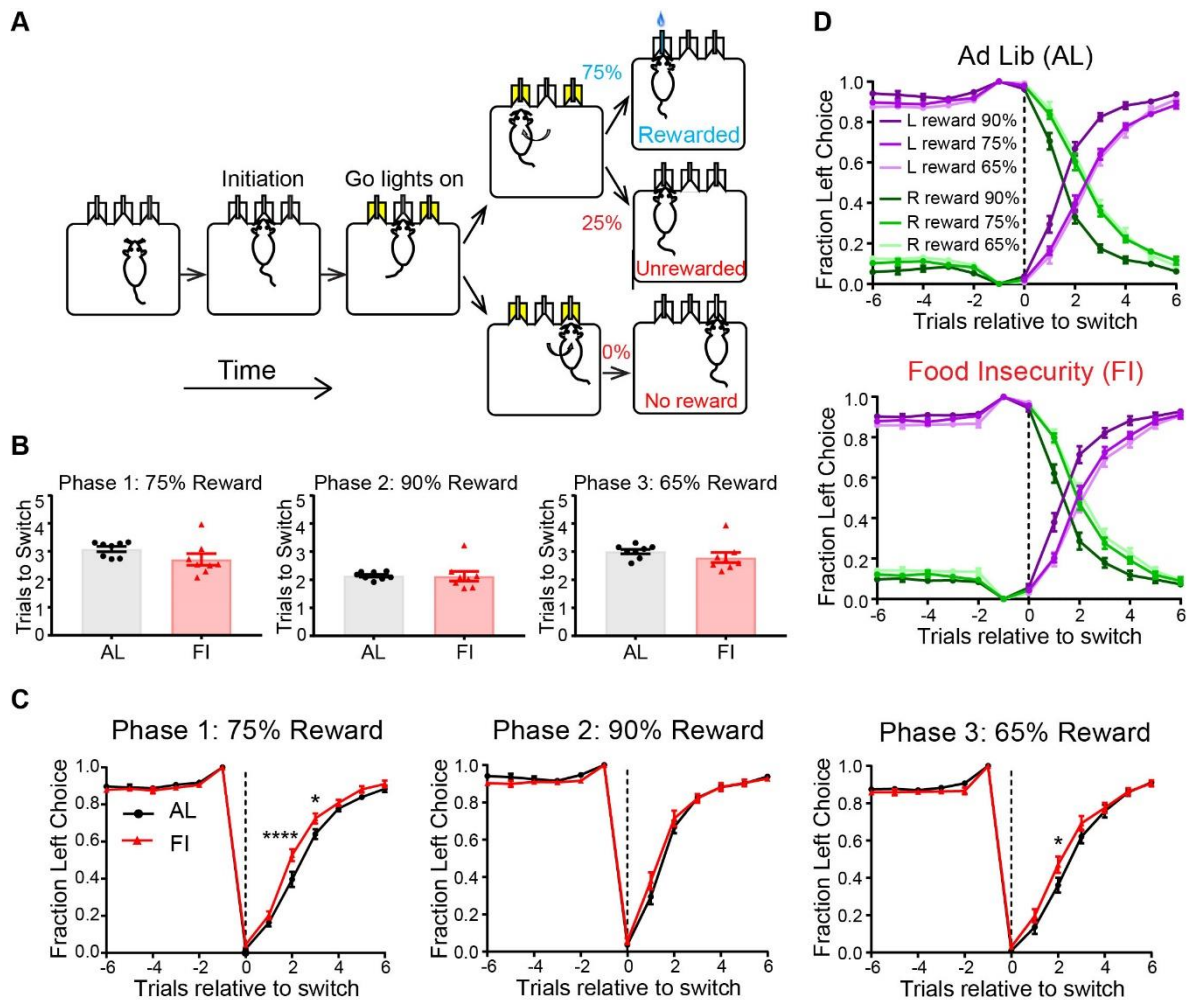 A
Initiation
Go lights on
75%
Rewarded
25%
Unrewarded
0%
No reward
Time
B
Phase 1: 75% Reward
Trials to Switch
5
4
3
2
1
0
AL
FI
Phase 2: 90% Reward
Trials to Switch
5
4
3
2
1
0
AL
FI
Phase 3: 65% Reward
Trials to Switch
5
4
3
2
1
0
AL
FI
C
Phase 1: 75% Reward
Fraction Left Choice
1.0
0.8
0.6
0.4
0.2
0.0
AL
FI
****
*
-6 -4 -2 0 2 4 6
Trials relative to switch
Phase 2: 90% Reward
Fraction Left Choice
1.0
0.8
0.6
0.4
0.2
0.0
-6 -4 -2 0 2 4 6
Trials relative to switch
Phase 3: 65% Reward
Fraction Left Choice
1.0
0.8
0.6
0.4
0.2
0.0
*
-6 -4 -2 0 2 4 6
Trials relative to switch
D
Ad Lib (AL)
Fraction Left Choice
1.0
0.8
0.6
0.4
0.2
0.0
L reward 90%
L reward 75%
L reward 65%
R reward 90%
R reward 75%
R reward 65%
-6 -4 -2 0 2 4 6
Trials relative to switch
Food Insecurity (FI)
Fraction Left Choice
1.0
0.8
0.6
0.4
0.2
0.0
-6 -4 -2 0 2 4 6
Trials relative to switch